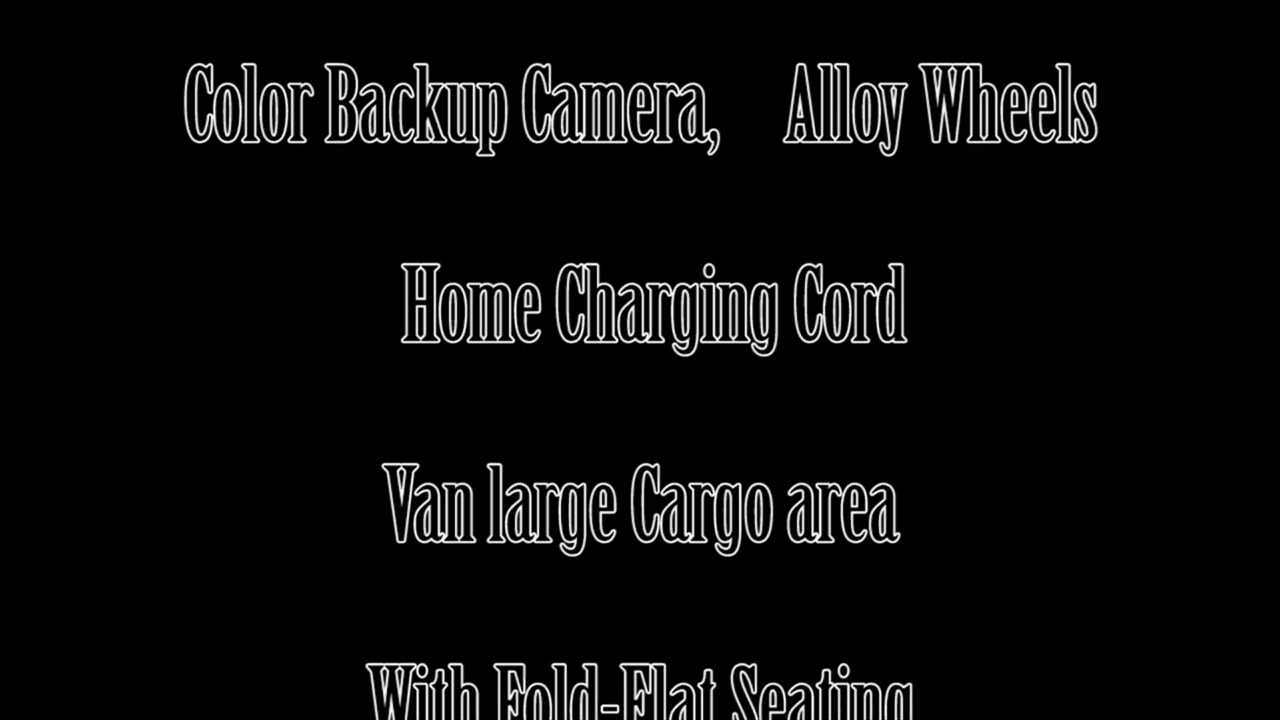 Color Backup Camera, Alloy Wheels
Home Charging Cord
Van large Cargo area
With Fold-Flat Seating